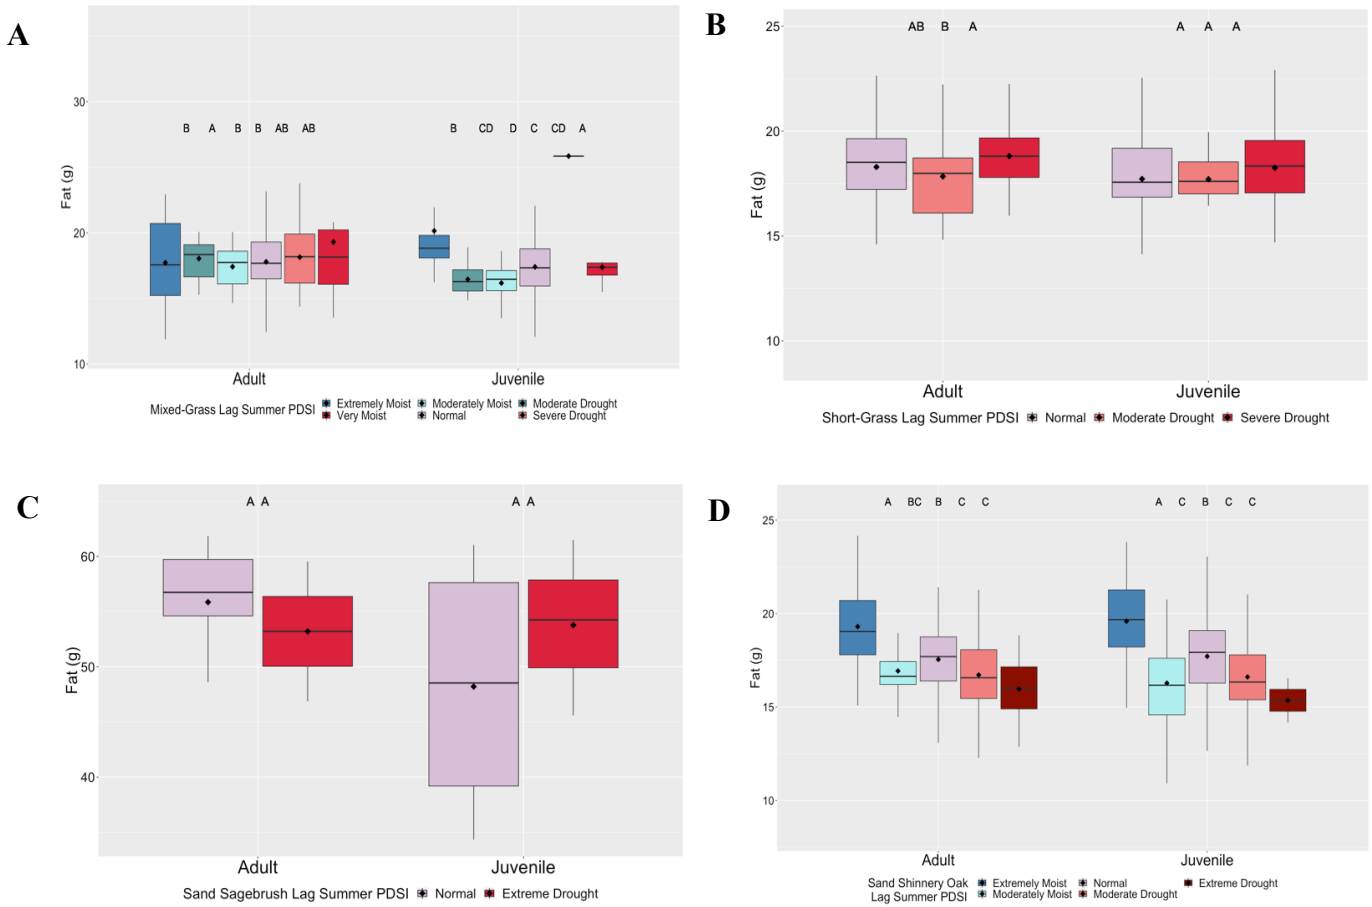 A
Fat (g)
30
20
10
B A B B AB AB
B CD D C CD A
Adult Juvenile
Mixed-Grass Lag Summer PDSI Extremely Moist Moderately Moist Moderate Drought
Very Moist Normal Severe Drought
B
Fat (g)
25
20
15
10
AB B A
A A A
Adult Juvenile
Short-Grass Lag Summer PDSI Normal Moderate Drought Severe Drought
C
Fat (g)
60
50
40
A A
A A
Adult Juvenile
Sand Sagebrush Lag Summer PDSI Normal Extreme Drought
D
Fat (g)
25
20
15
10
A BC B C C
A C B C C
Adult Juvenile
Sand Shinnery Oak Extremely Moist Normal Extreme Drought
Lag Summer PDSI Moderately Moist Moderate Drought